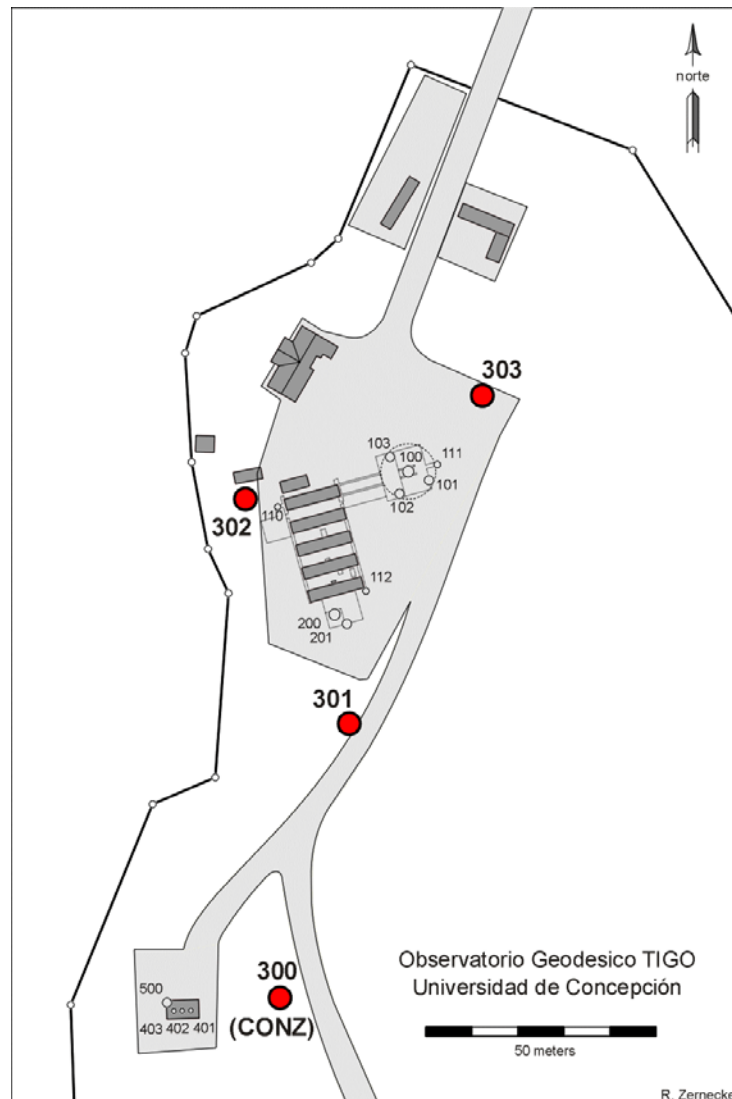 norte
303
103
100
111
101
102
302
110
112
200
201
301
Observatorio Geodesico TIGO
Universidad de Concepción
300
(CONZ)
500
403 402 401
50 meters
R. Zernecke